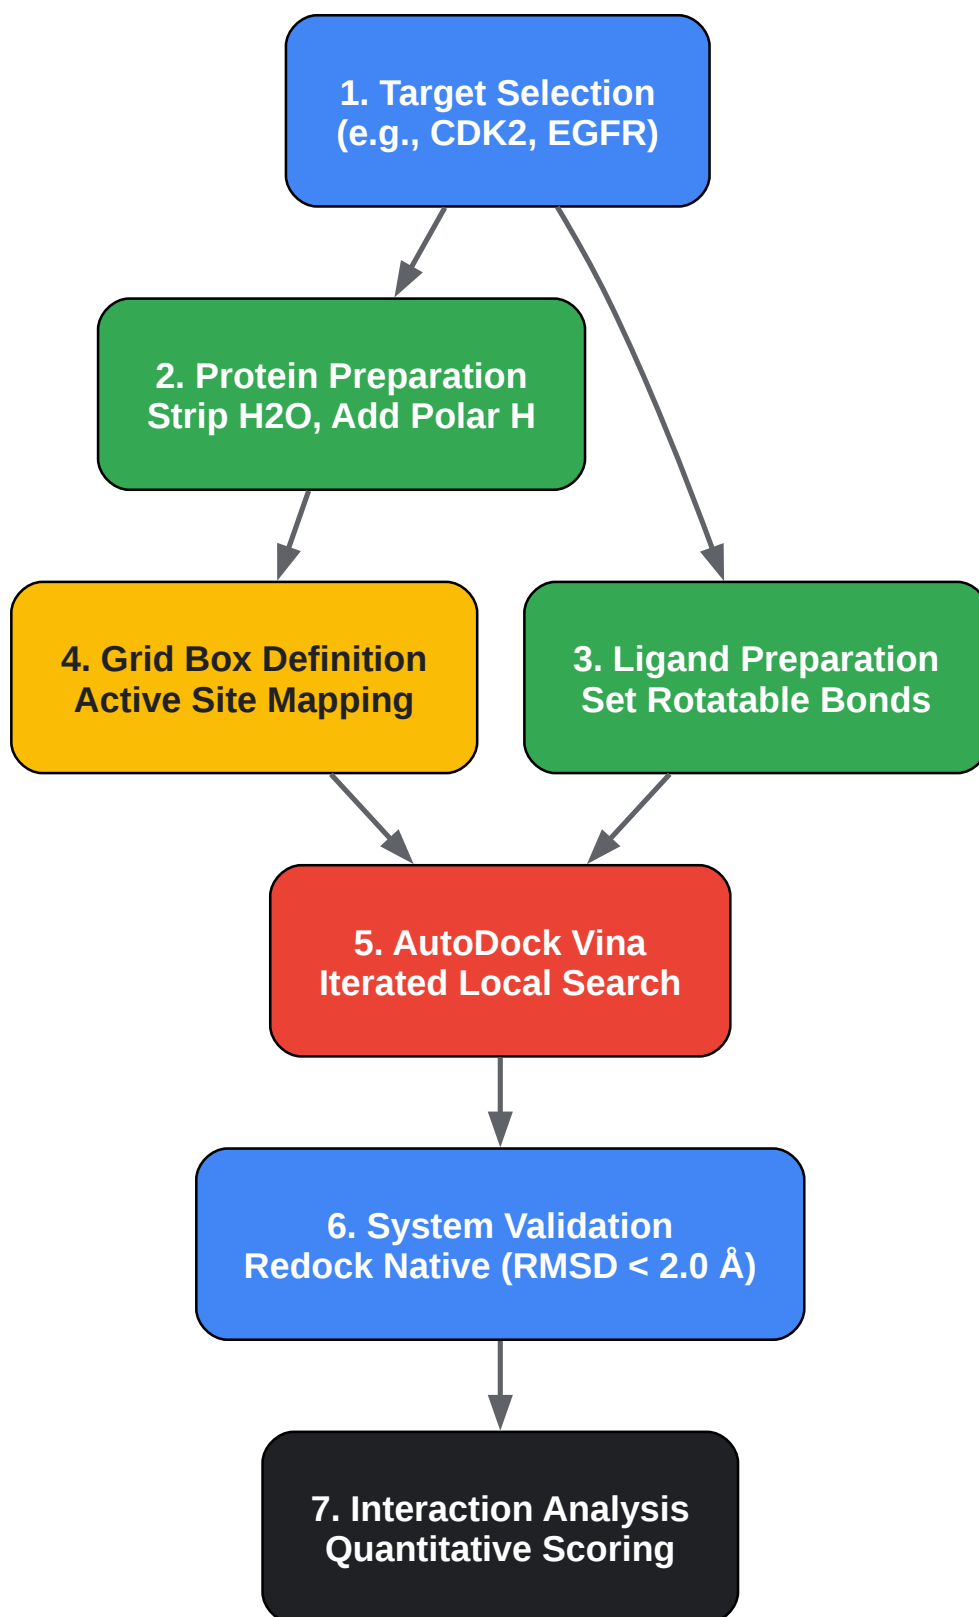 1. Target Selection
(e.g., CDK2, EGFR)
2. Protein Preparation
Strip H2O, Add Polar H
4. Grid Box Definition
Active Site Mapping
3. Ligand Preparation
Set Rotatable Bonds
5. AutoDock Vina
Iterated Local Search
6. System Validation
Redock Native (RMSD < 2.0 Å)
7. Interaction Analysis
Quantitative Scoring